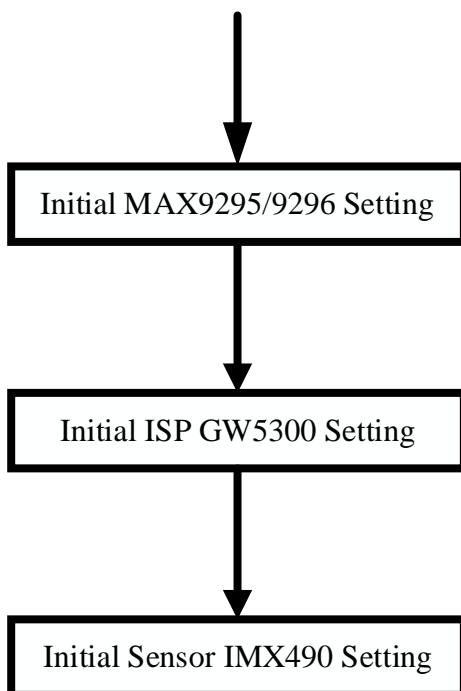 Initial MAX9295/9296 Setting
Initial ISP GW5300 Setting
Initial Sensor IMX490 Setting